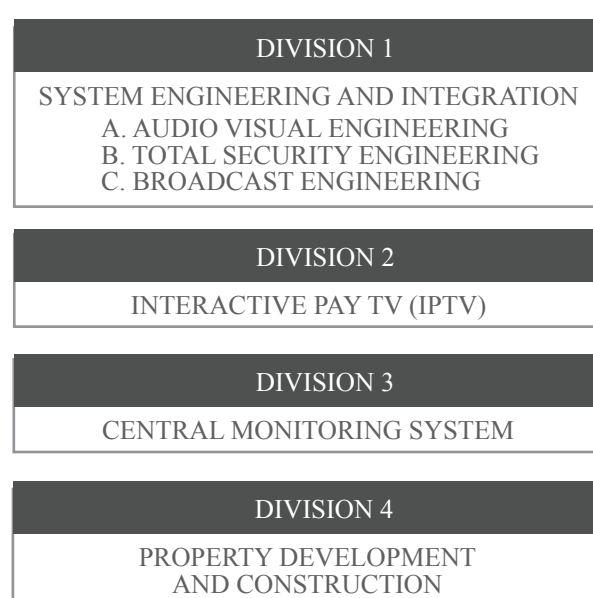 DIVISION 1
SYSTEM ENGINEERING AND INTEGRATION
A. AUDIO VISUAL ENGINEERING
B. TOTAL SECURITY ENGINEERING
C. BROADCAST ENGINEERING
DIVISION 2
INTERACTIVE PAY TV (IPTV)
DIVISION 3
CENTRAL MONITORING SYSTEM
DIVISION 4
PROPERTY DEVELOPMENT
AND CONSTRUCTION